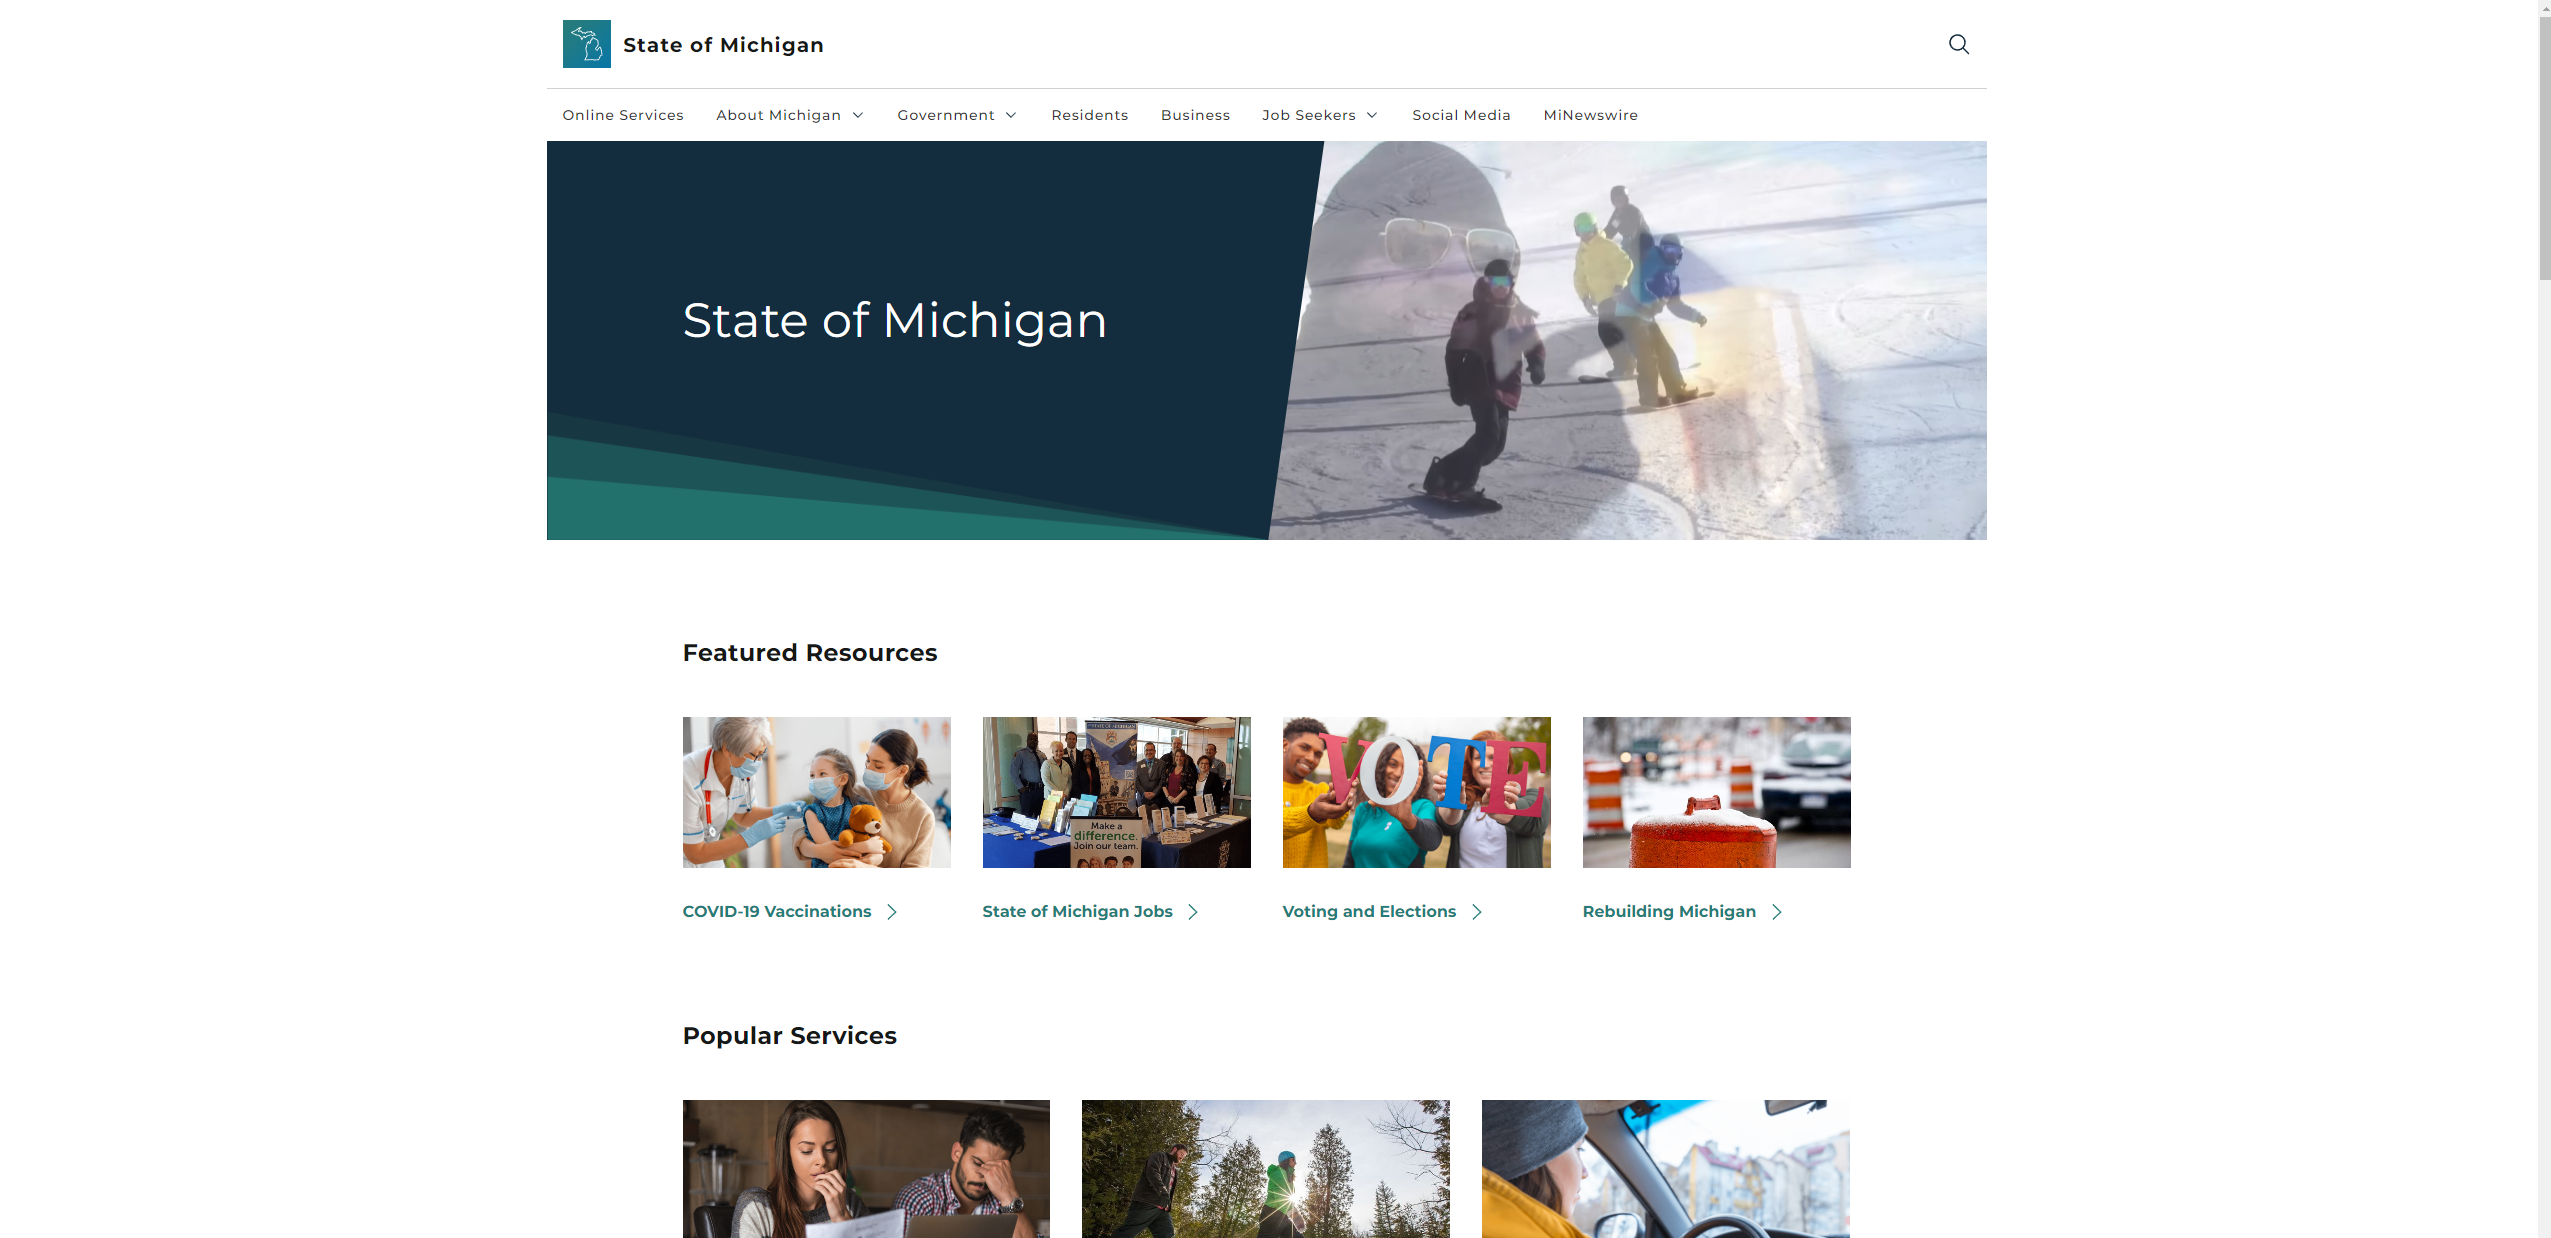 State of Michigan
Online Services About Michigan Government Residents Business Job Seekers Social Media MiNewswire
State of Michigan
Featured Resources
STATE OF MICHIGAN
Make a
difference.
Join our team.
VOTE
COVID-19 Vaccinations
State of Michigan Jobs
Voting and Elections
Rebuilding Michigan
Popular Services